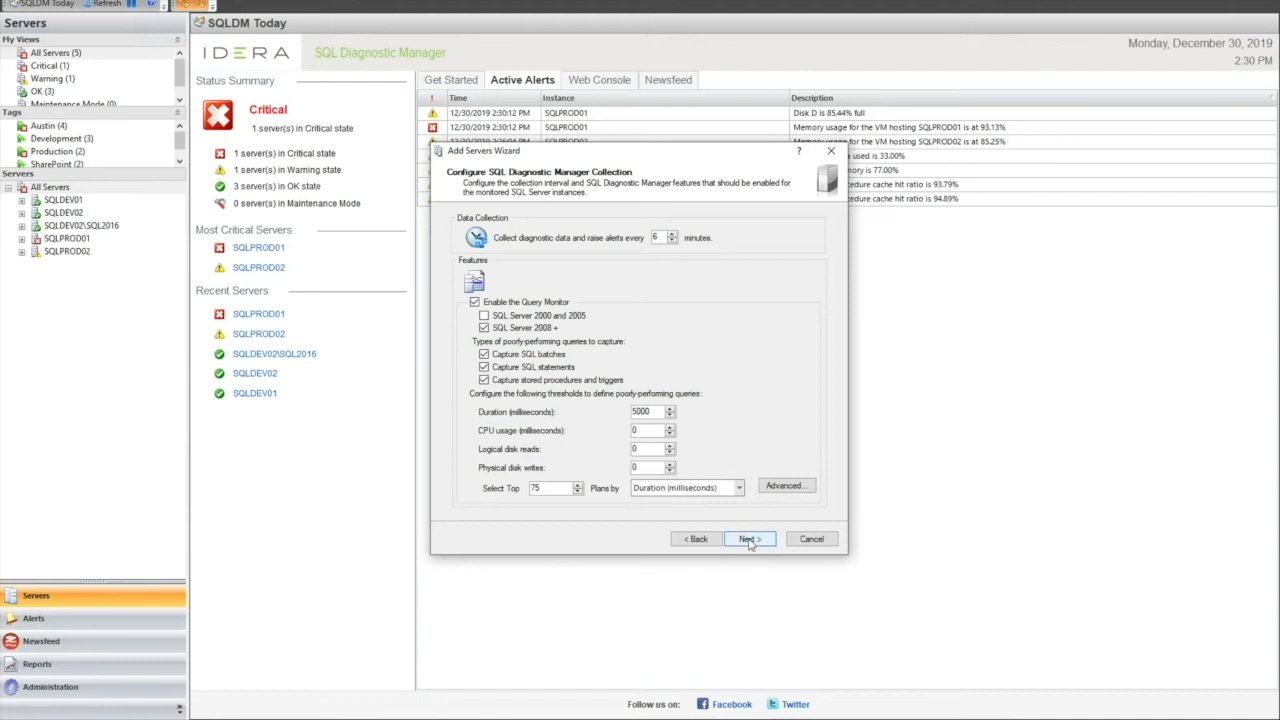 SQLDM Today
Refresh
Servers
My Views
All Servers (5)
Critical (1)
Warning (1)
OK (3)
Maintenance Mode (0)
Tags
Austin (4)
Development (3)
Production (2)
SharePoint (2)
Servers
All Servers
SQLDEV01
SQLDEV02
SQLDEV02\SQL2016
SQLPROD01
SQLPROD02
Servers
Alerts
Newsfeed
Reports
Administration
SQLDM Today
IDERA
SQL Diagnostic Manager
Monday, December 30, 2019
2:30 PM
Status Summary
Critical
1 server(s) in Critical state
1 server(s) in Critical state
1 server(s) in Warning state
3 server(s) in OK state
0 server(s) in Maintenance Mode
Most Critical Servers
SQLPROD01
SQLPROD02
Recent Servers
SQLPROD01
SQLPROD02
SQLDEV02\SQL2016
SQLDEV02
SQLDEV01
Get Started Active Alerts Web Console Newsfeed
! Time Instance Description
12/30/2019 2:30:12 PM SQLPROD01 Disk D is 85.44% full
12/30/2019 2:30:12 PM SQLPROD01 Memory usage for the VM hosting SQLPROD01 is at 93.13%
Memory usage for the VM hosting SQLPROD02 is at 85.25%
used is 33.00%
is 77.00%
cache hit ratio is 93.79%
cache hit ratio is 94.89%
Add Servers Wizard ?
Configure SQL Diagnostic Manager Collection
Configure the collection interval and SQL Diagnostic Manager features that should be enabled for
the monitored SQL Server instances.
Data Collection
Collect diagnostic data and raise alerts every 6 minutes.
Features
Enable the Query Monitor
SQL Server 2000 and 2005
SQL Server 2008 +
Types of poorly-performing queries to capture:
Capture SQL batches
Capture SQL statements
Capture stored procedures and triggers
Configure the following thresholds to define poorly-performing queries:
Duration (milliseconds): 5000
CPU usage (milliseconds): 0
Logical disk reads: 0
Physical disk writes: 0
Select Top 75 Plans by Duration (milliseconds) Advanced...
< Back Next > Cancel
Follow us on: Facebook Twitter